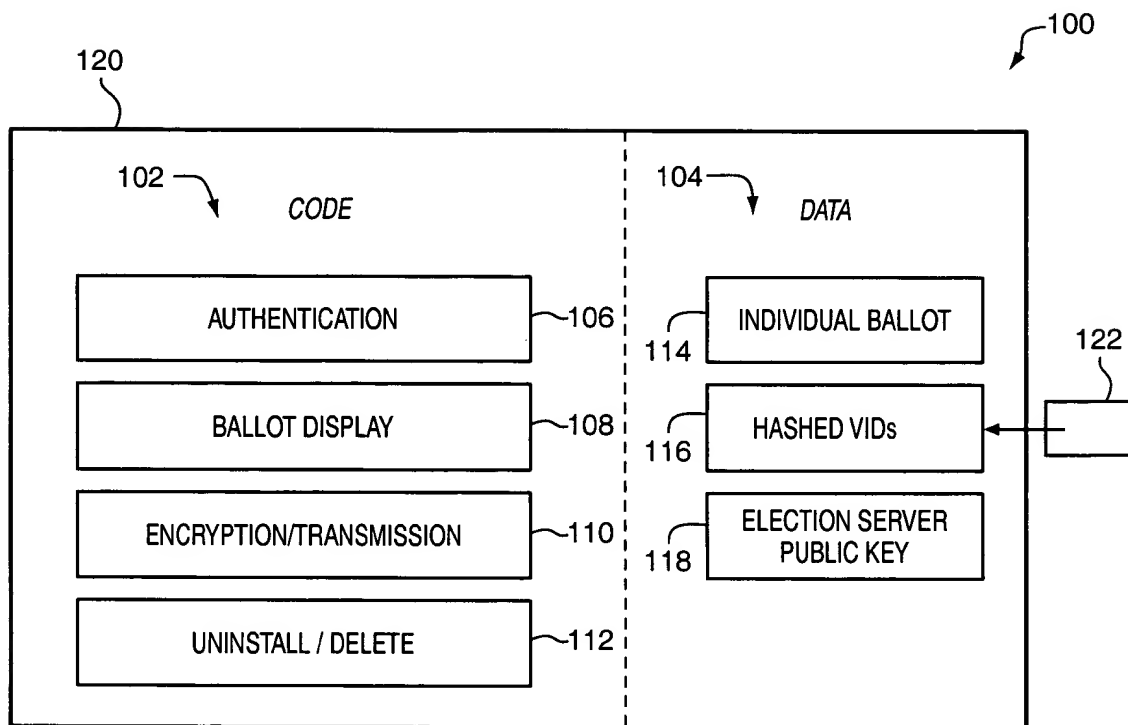 100
120
102
CODE
104
DATA
AUTHENTICATION
106
INDIVIDUAL BALLOT
114
122
BALLOT DISPLAY
108
HASHED VIDs
116
ENCRYPTION/TRANSMISSION
110
ELECTION SERVER
PUBLIC KEY
118
UNINSTALL / DELETE
112